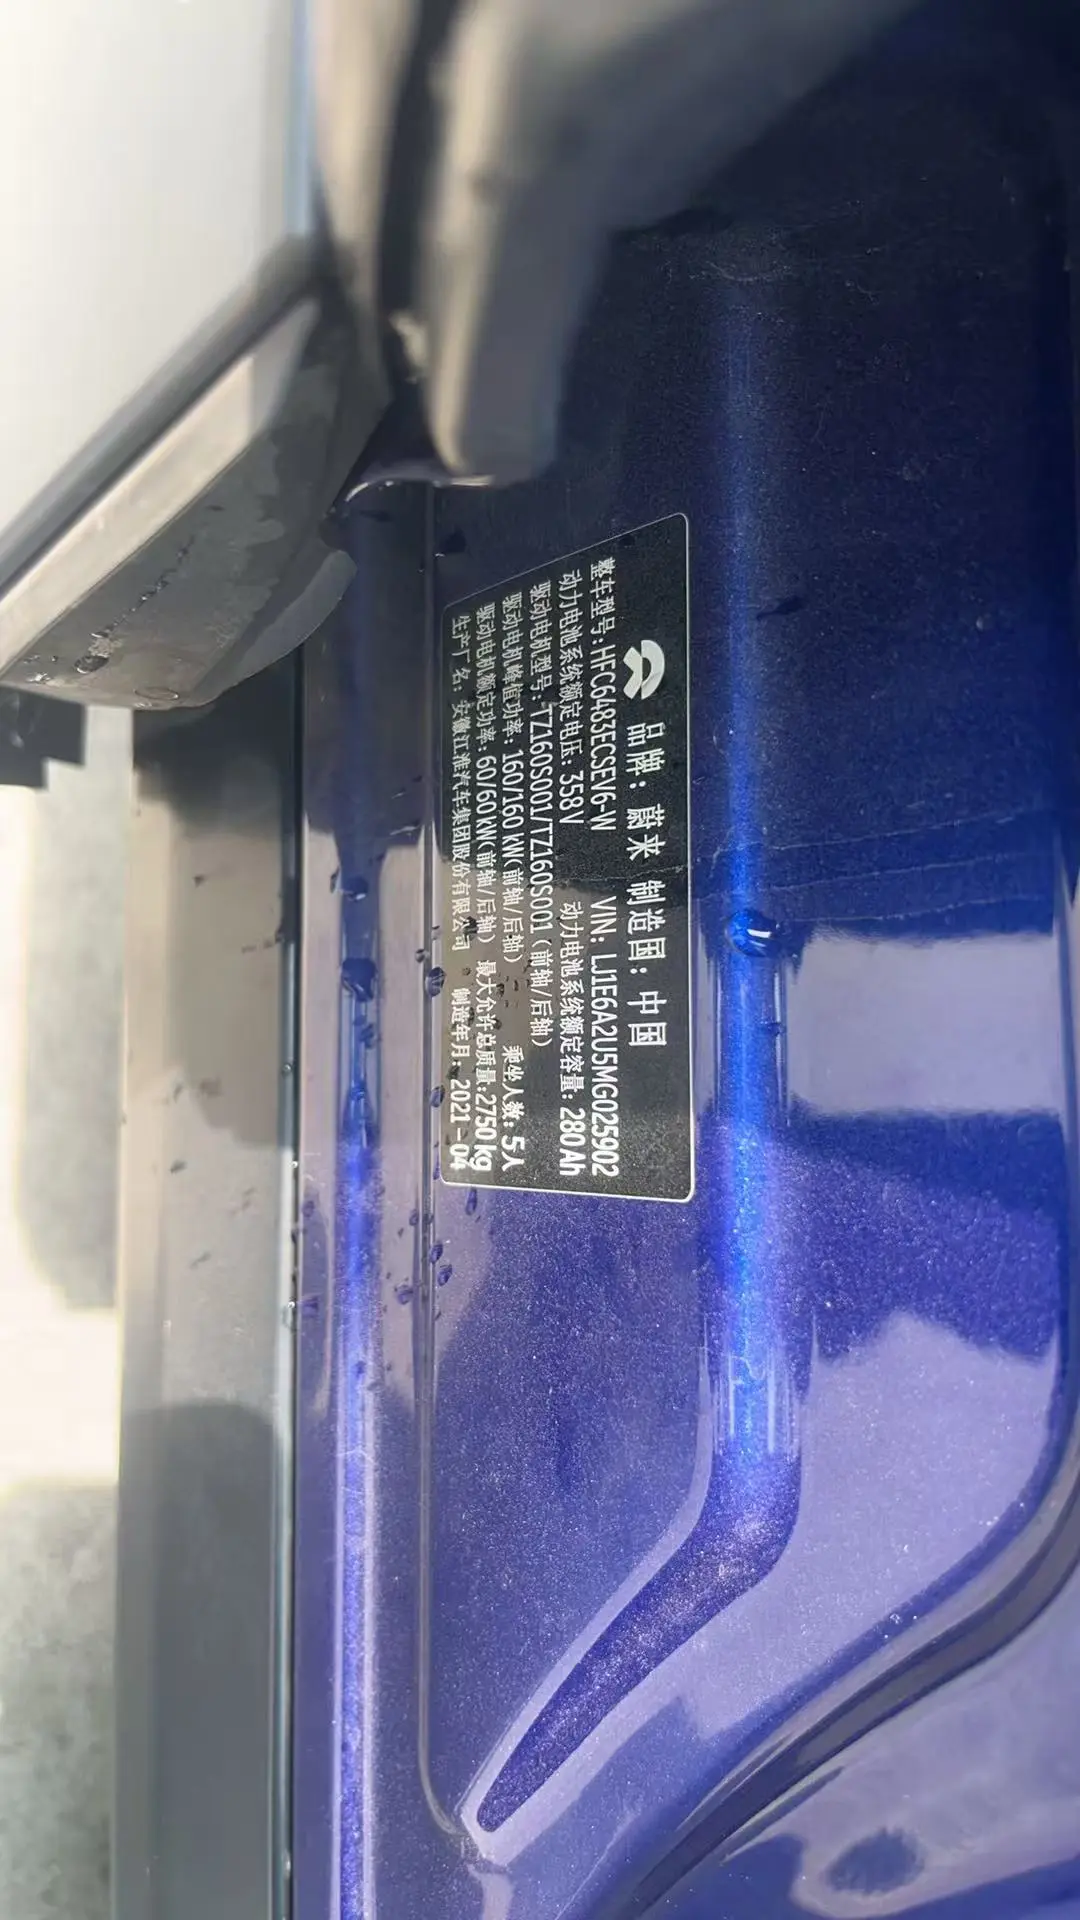 品牌：蔚来 制造国：中国
整车型号:HFC6483ECSEV6-W VIN: LJ1E6A2U5MG025902
动力电池系统额定电压: 358V 动力电池系统额定容量: 280Ah
驱动电机型号: TZ160S001/TZ160S001 (前轴/后轴)
驱动电机峰值功率: 160/160kW(前轴/后轴) 乘坐人数: 5人
驱动电机额定功率: 60/60kW(前轴/后轴) 最大允许总质量:2750kg
生产厂名: 安徽江淮汽车集团股份有限公司 制造年月: 2021-04